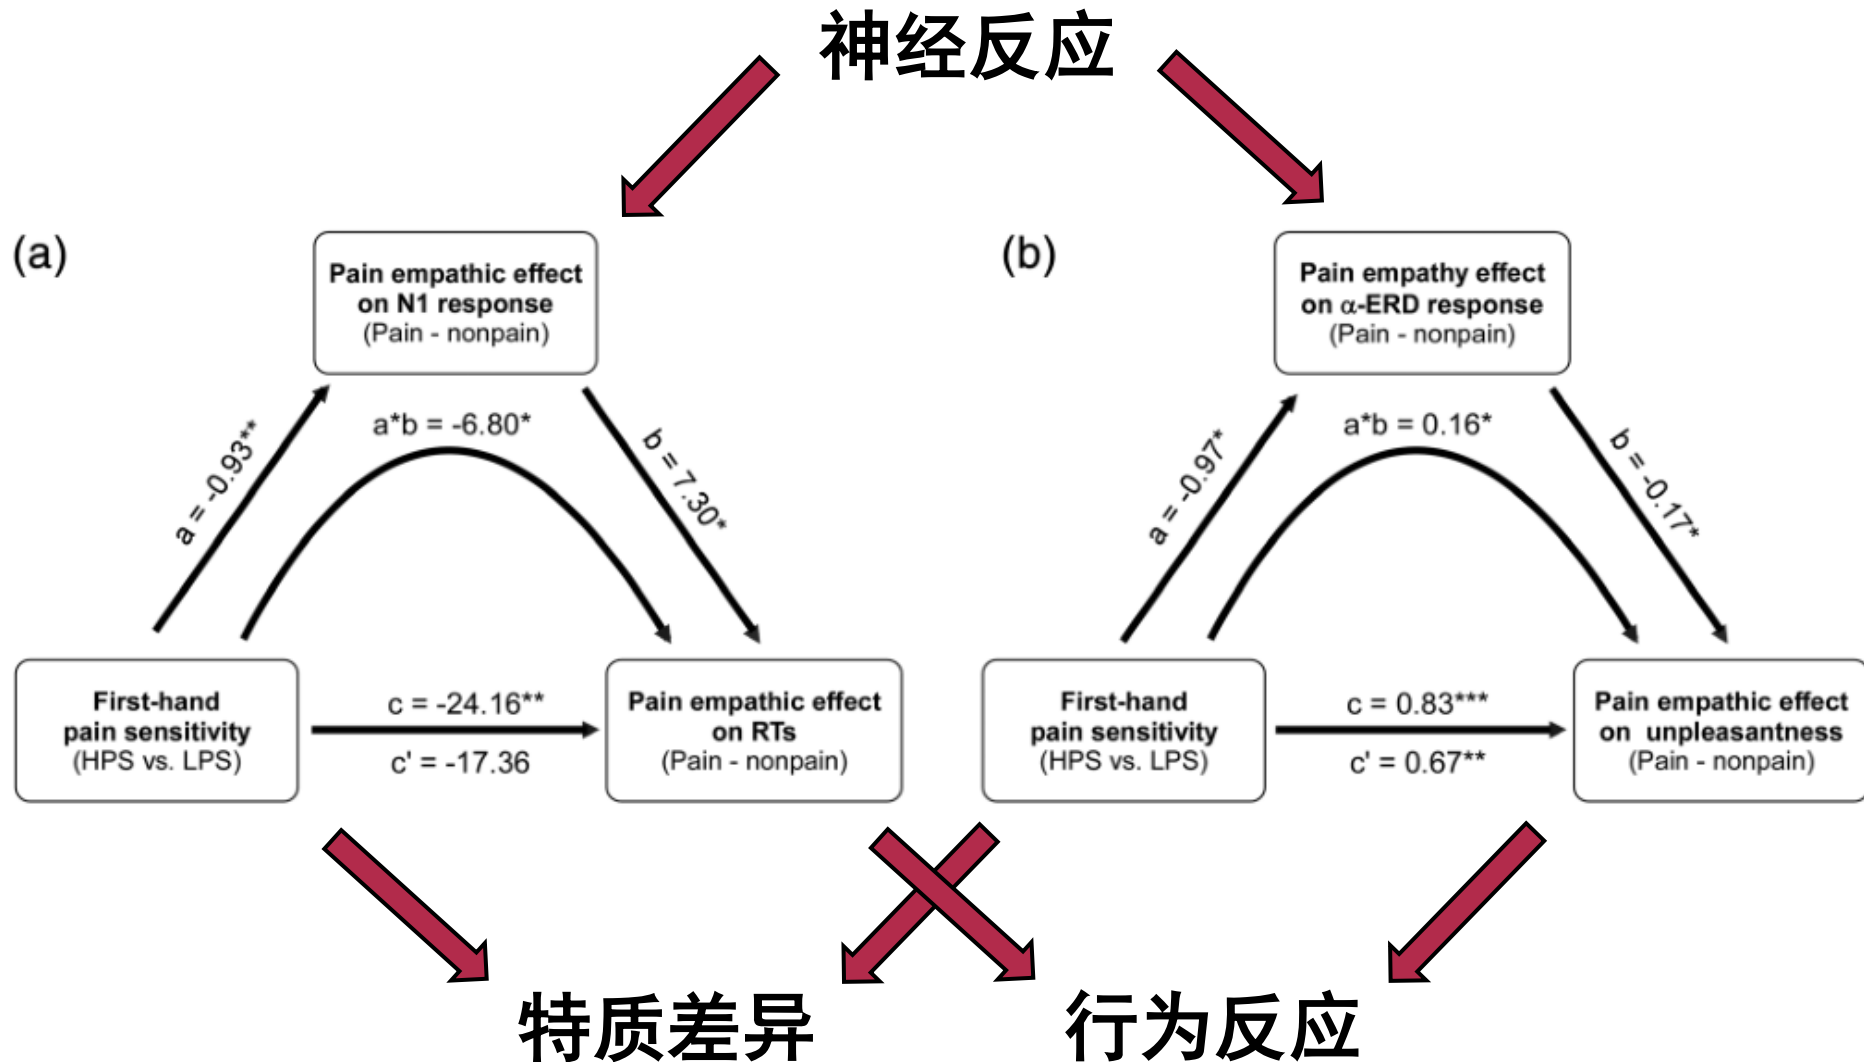 神经反应
(a)
Pain empathic effect
on N1 response
(Pain - nonpain)
a = -0.93**
a*b = -6.80*
b = 7.30*
First-hand
pain sensitivity
(HPS vs. LPS)
c = -24.16**
c' = -17.36
Pain empathic effect
on RTs
(Pain - nonpain)
(b)
Pain empathy effect
on α-ERD response
(Pain - nonpain)
a = -0.97*
a*b = 0.16*
b = -0.17*
First-hand
pain sensitivity
(HPS vs. LPS)
c = 0.83***
c' = 0.67**
Pain empathic effect
on unpleasantness
(Pain - nonpain)
特质差异
行为反应